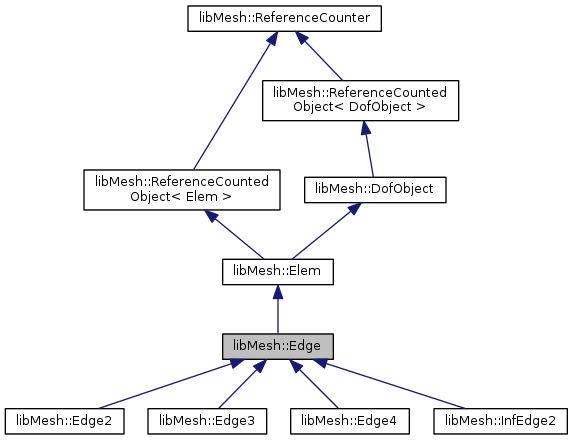 libMesh::ReferenceCounter
libMesh::ReferenceCounted
Object< DofObject >
libMesh::ReferenceCounted
Object< Elem >
libMesh::DofObject
libMesh::Elem
libMesh::Edge
libMesh::Edge2
libMesh::Edge3
libMesh::Edge4
libMesh::InfEdge2